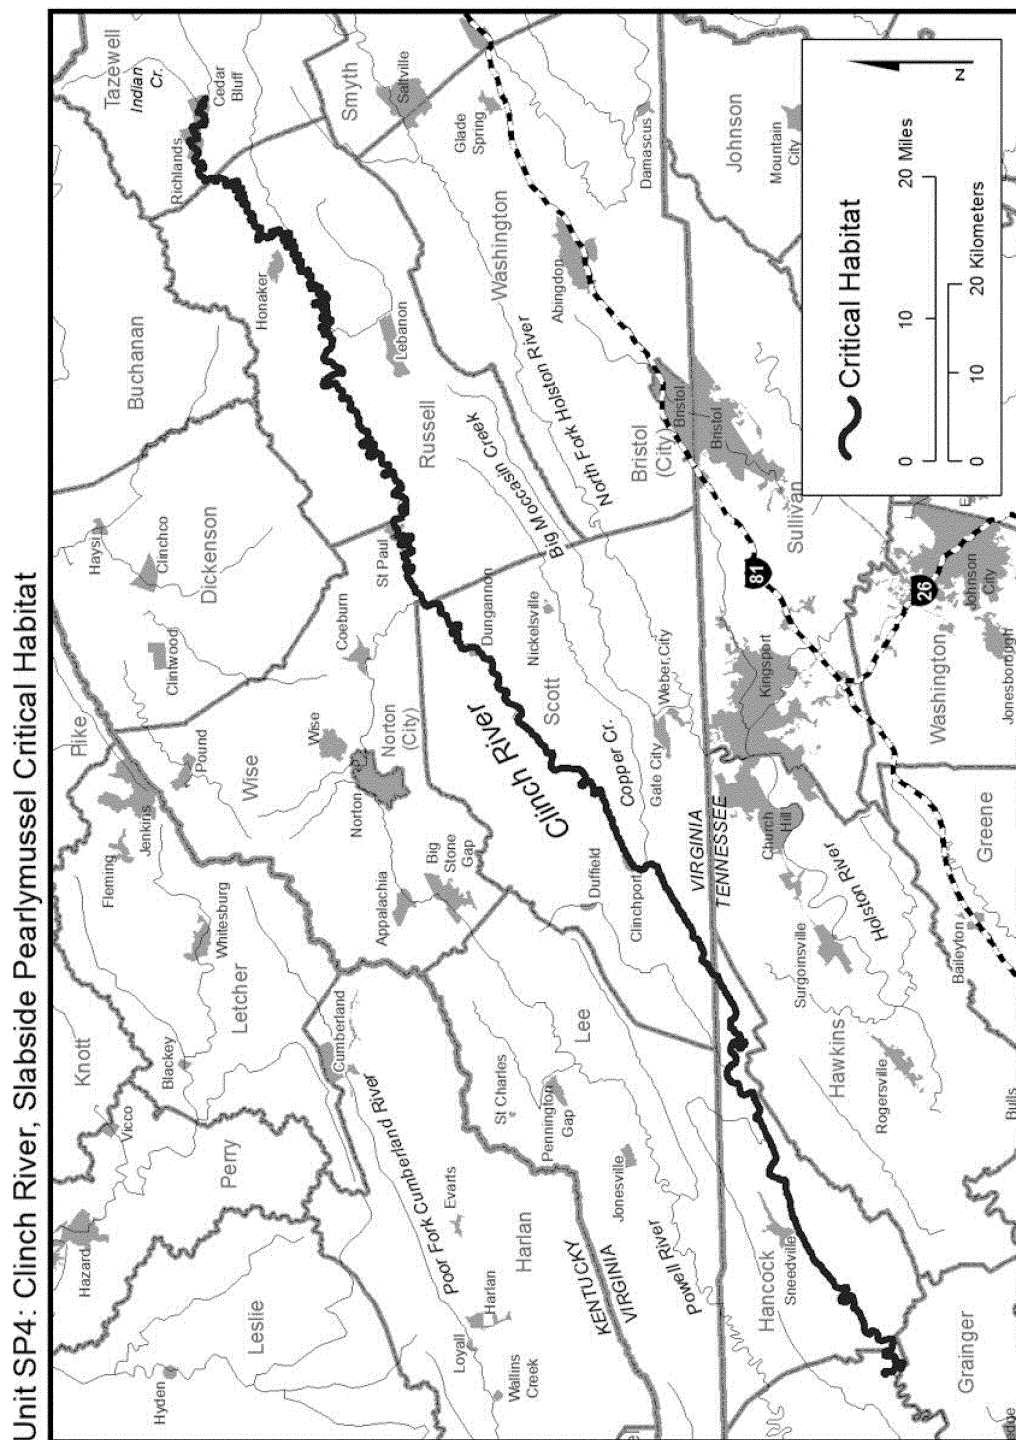 Unit SP4: Clinch River, Slabside Pearlymussel Critical Habitat
Hazard
Vicco
Knott
Fleming
Jenkins
Pike
Haysi
Clinchco
Clintwood
Dickenson
Buchanan
Richlands
Tazewell
Indian
Cr.
Cedar
Bluff
Hyden
Leslie
Perry
Blackey
Letcher
Whitesburg
Pound
Wise
Wise
Norton
Norton
(City)
Coeburn
St Paul
Honaker
Smyth
Saltville
Cumberland
Appalachia
Big
Stone
Gap
Russell
Lebanon
Loyall
Harlan
Wallins
Creek
Poor Fork Cumberland River
Evarts
Harlan
St Charles
Pennington
Gap
Lee
Duffield
Clinch River
Dungannon
Nickelsville
Scott
Big Moccasin Creek
North Fork Holston River
Washington
Glade
Spring
KENTUCKY
VIRGINIA
Jonesville
Powell River
Clinchport
Copper Cr.
Gate City
Weber City
Bristol
(City)
Abingdon
Damascus
VIRGINIA
TENNESSEE
Bristol
Bristol
Johnson
Mountain
City
Hancock
Sneedville
Surgoinsville
Church
Hill
Kingsport
81
Sullivan
Hawkins
Rogersville
Holston River
Washington
26
Johnson
City
Jonesborough
Grainger
Baileyton
Greene
Bulls
Critical Habitat
0
10
20 Miles
0
10
20 Kilometers
N